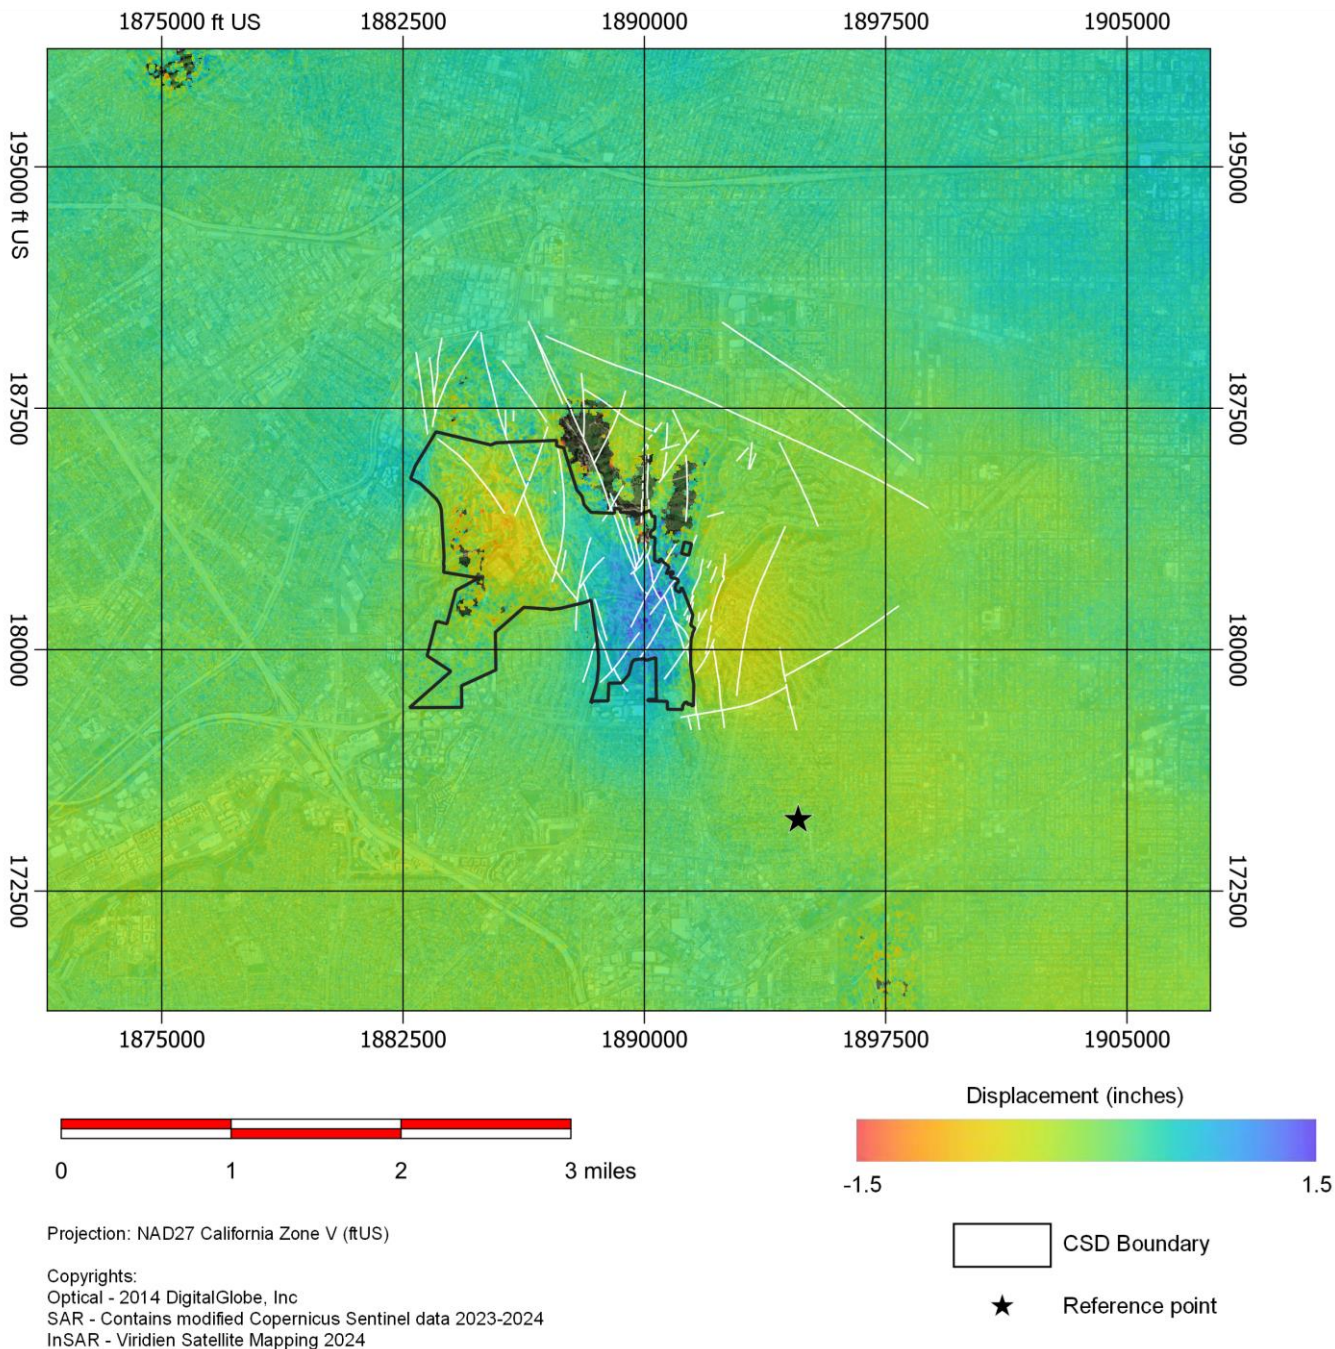 1875000 ft US 1882500 1890000 1897500 1905000
195000 ft US 195000
187500 187500
180000 180000
172500 172500
1875000 1882500 1890000 1897500 1905000
Displacement (inches)
-1.5 1.5
0 1 2 3 miles
Projection: NAD27 California Zone V (ftUS)
CSD Boundary
Copyrights:
Optical - 2014 DigitalGlobe, Inc
SAR - Contains modified Copernicus Sentinel data 2023-2024
InSAR - Viridien Satellite Mapping 2024
Reference point